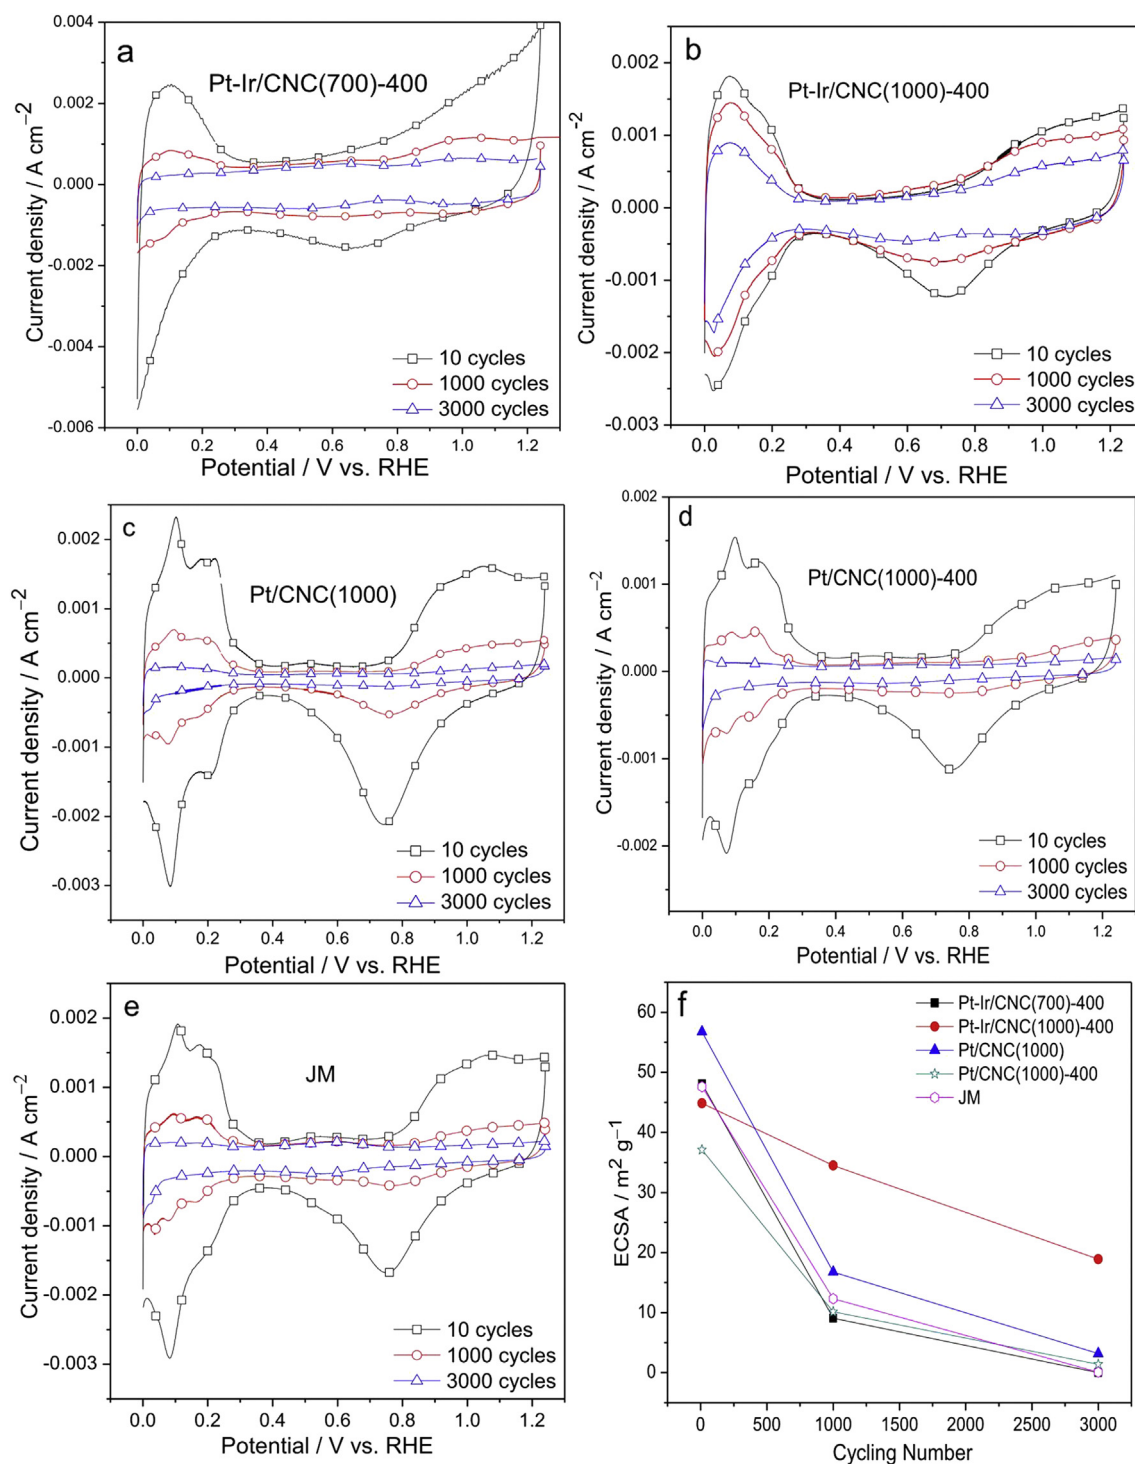 a
Pt-Ir/CNC(700)-400
0.004
0.002
0.000
-0.002
-0.004
-0.006
Current density / A cm−2
10 cycles
1000 cycles
3000 cycles
0.0 0.2 0.4 0.6 0.8 1.0 1.2
Potential / V vs. RHE
b
Pt-Ir/CNC(1000)-400
0.002
0.001
0.000
-0.001
-0.002
-0.003
Current density / A cm-2
10 cycles
1000 cycles
3000 cycles
0.0 0.2 0.4 0.6 0.8 1.0 1.2
Potential / V vs. RHE
c
Pt/CNC(1000)
0.002
0.001
0.000
-0.001
-0.002
-0.003
Current density / A cm−2
10 cycles
1000 cycles
3000 cycles
0.0 0.2 0.4 0.6 0.8 1.0 1.2
Potential / V vs. RHE
d
Pt/CNC(1000)-400
0.002
0.001
0.000
-0.001
-0.002
Current density / A cm−2
10 cycles
1000 cycles
3000 cycles
0.0 0.2 0.4 0.6 0.8 1.0 1.2
Potential / V vs. RHE
e
JM
0.002
0.001
0.000
-0.001
-0.002
-0.003
Current density / A cm−2
10 cycles
1000 cycles
3000 cycles
0.0 0.2 0.4 0.6 0.8 1.0 1.2
Potential / V vs. RHE
f
Pt-Ir/CNC(700)-400
Pt-Ir/CNC(1000)-400
Pt/CNC(1000)
Pt/CNC(1000)-400
JM
60
50
40
30
20
10
0
ECSA / m2 g−1
0 500 1000 1500 2000 2500 3000
Cycling Number